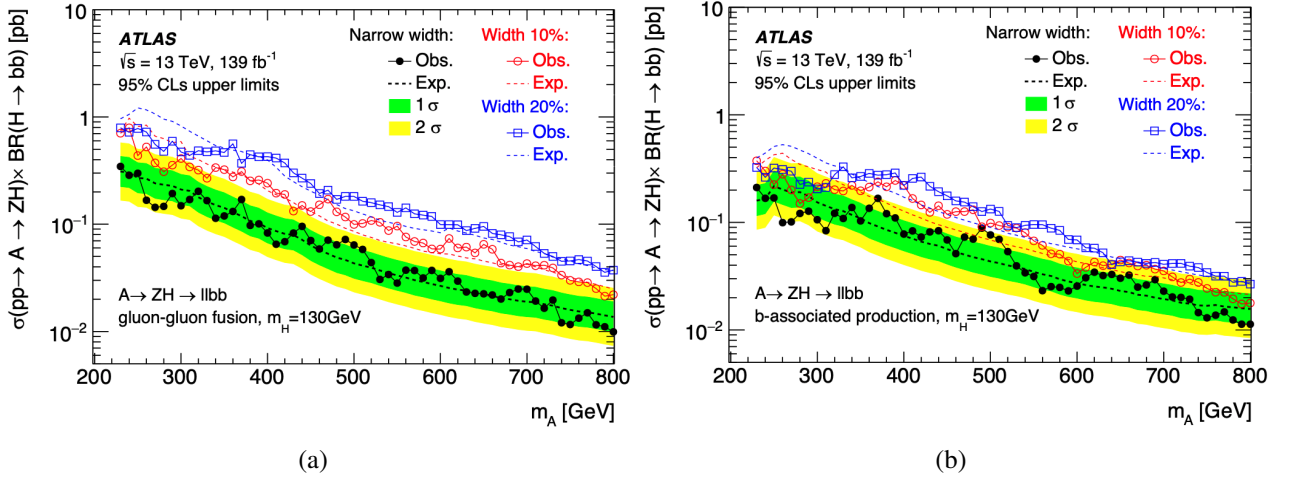 σ(pp→ A → ZH)× BR(H → bb) [pb]
10
1
10⁻¹
10⁻²
ATLAS
√s = 13 TeV, 139 fb⁻¹
95% CLs upper limits
Narrow width:
Obs.
Exp.
1 σ
2 σ
Width 10%:
Obs.
Exp.
Width 20%:
Obs.
Exp.
A→ ZH → llbb
gluon-gluon fusion, m_H=130GeV
200 300 400 500 600 700 800
m_A [GeV]
(a)
σ(pp→ A → ZH)× BR(H → bb) [pb]
10
1
10⁻¹
10⁻²
ATLAS
√s = 13 TeV, 139 fb⁻¹
95% CLs upper limits
Narrow width:
Obs.
Exp.
1 σ
2 σ
Width 10%:
Obs.
Exp.
Width 20%:
Obs.
Exp.
A→ ZH → llbb
b-associated production, m_H=130GeV
200 300 400 500 600 700 800
m_A [GeV]
(b)